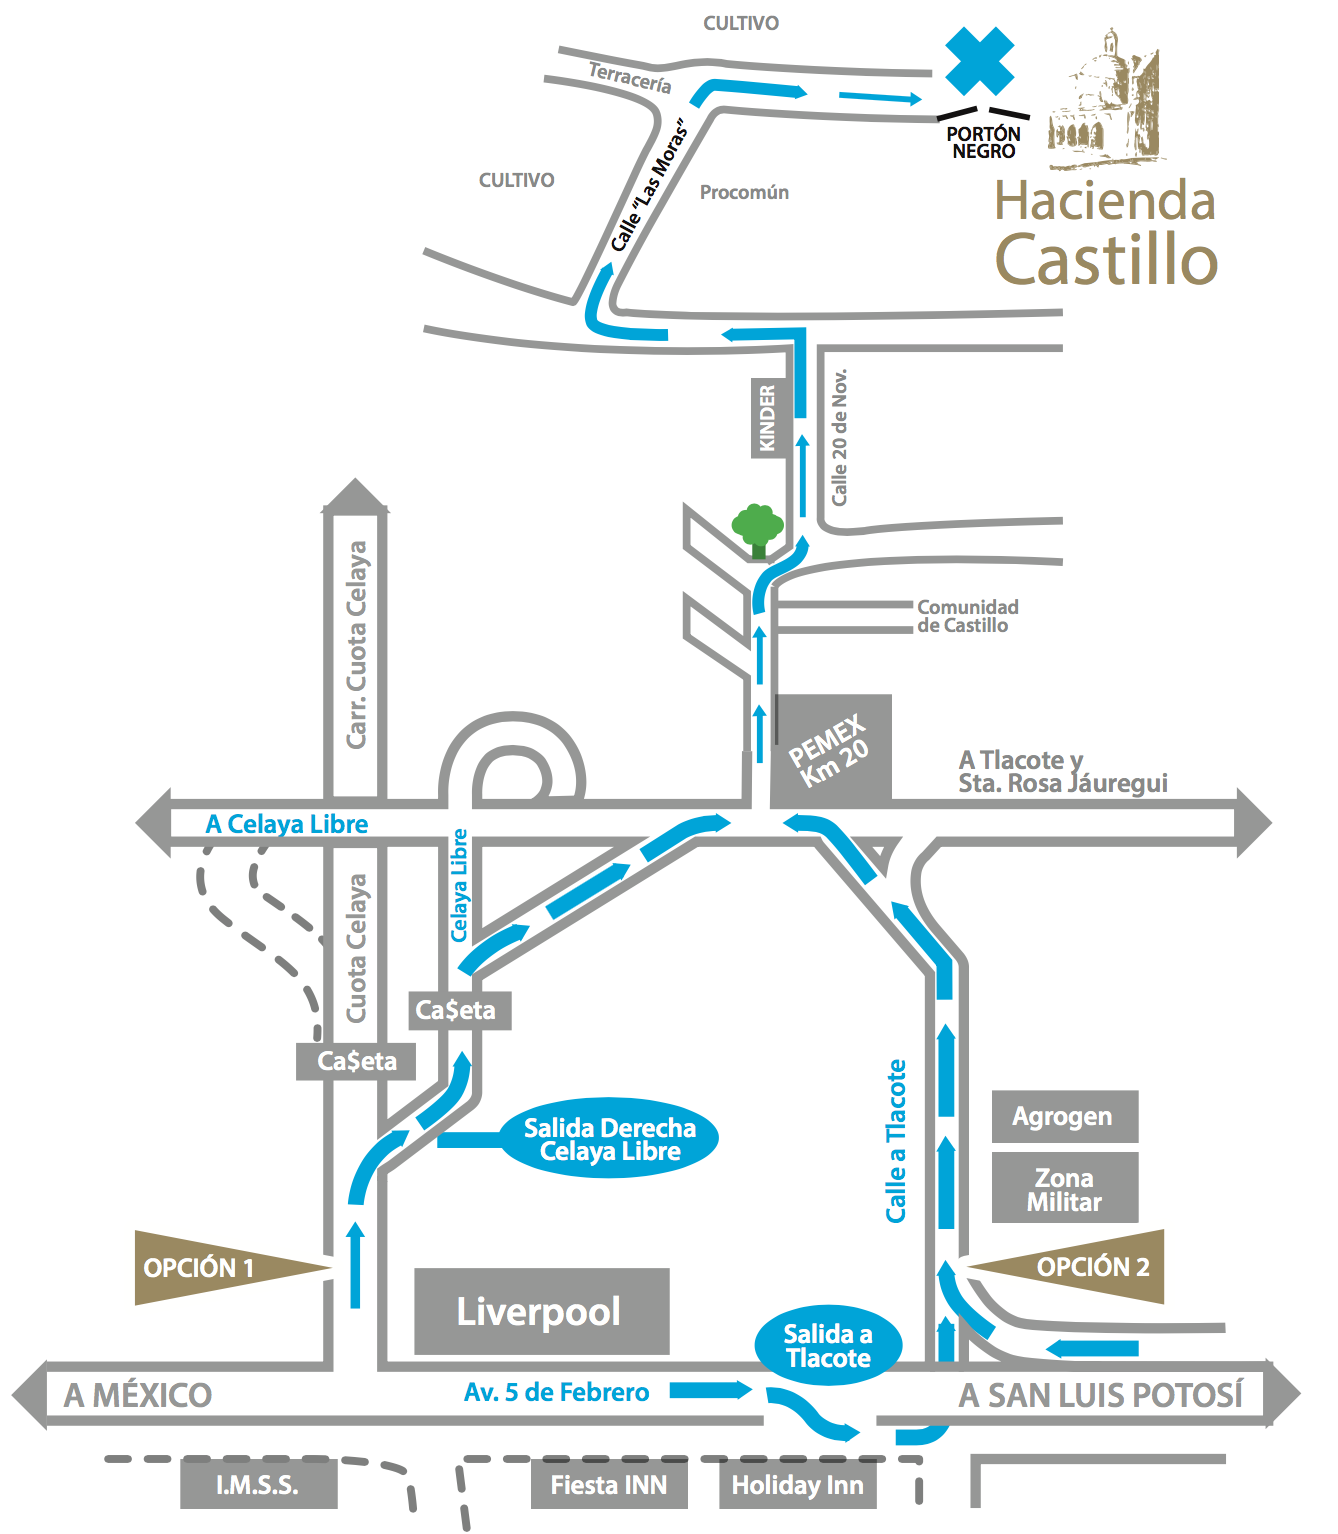 CULTIVO
Terracería
PORTÓN
NEGRO
Hacienda
Castillo
CULTIVO
Calle “Las Moras”
Procomún
KINDER
Calle 20 de Nov.
Comunidad
de Castillo
Carr. Cuota Celaya
PEMEX
Km 20
A Tlacote y
Sta. Rosa Jáuregui
A Celaya Libre
Celaya Libre
Cuota Celaya
Ca$eta
Ca$eta
Salida Derecha
Celaya Libre
Calle a Tlacote
Agrogen
Zona
Militar
OPCIÓN 1
OPCIÓN 2
Liverpool
Salida a
Tlacote
A MÉXICO
Av. 5 de Febrero
A SAN LUIS POTOSÍ
I.M.S.S.
Fiesta INN
Holiday Inn